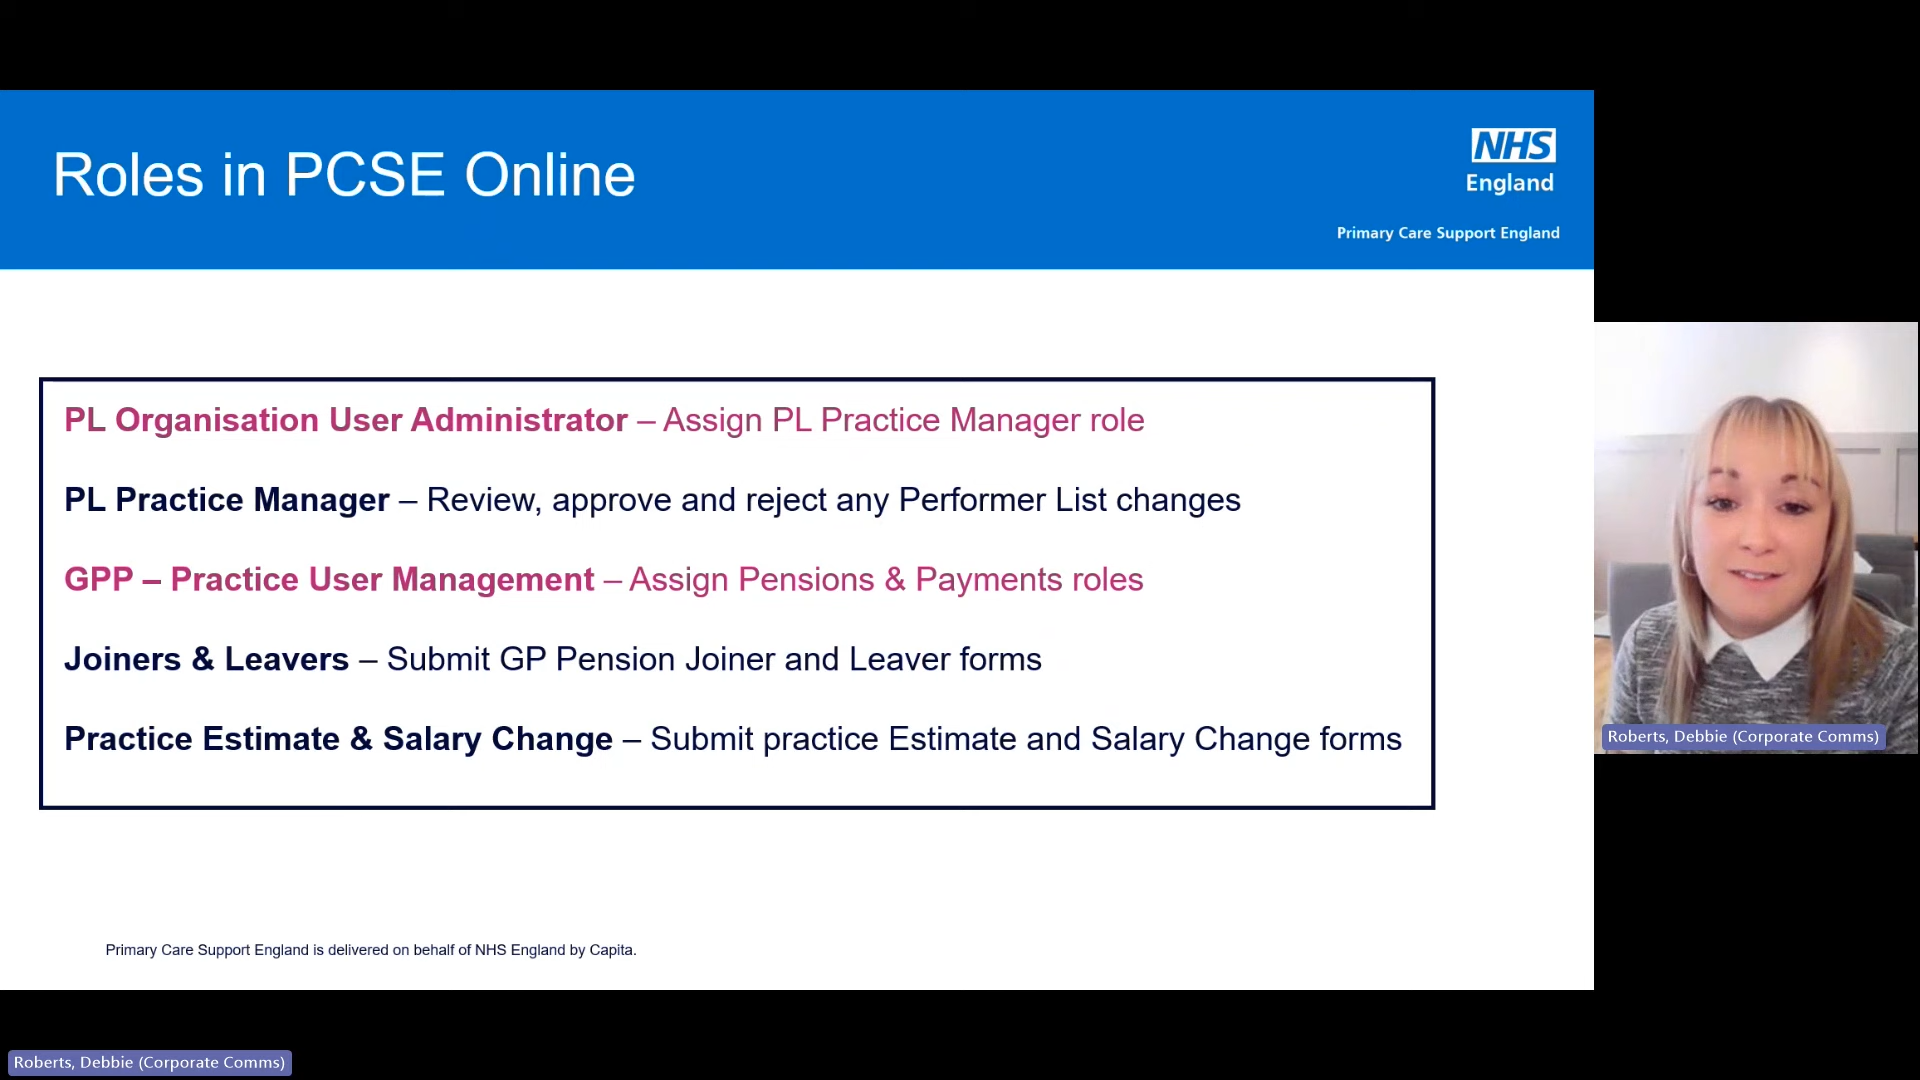 Roles in PCSE Online
NHS
England
Primary Care Support England
PL Organisation User Administrator – Assign PL Practice Manager role
PL Practice Manager – Review, approve and reject any Performer List changes
GPP – Practice User Management – Assign Pensions & Payments roles
Joiners & Leavers – Submit GP Pension Joiner and Leaver forms
Practice Estimate & Salary Change – Submit practice Estimate and Salary Change forms
Roberts, Debbie (Corporate Comms)
Primary Care Support England is delivered on behalf of NHS England by Capita.
Roberts, Debbie (Corporate Comms)